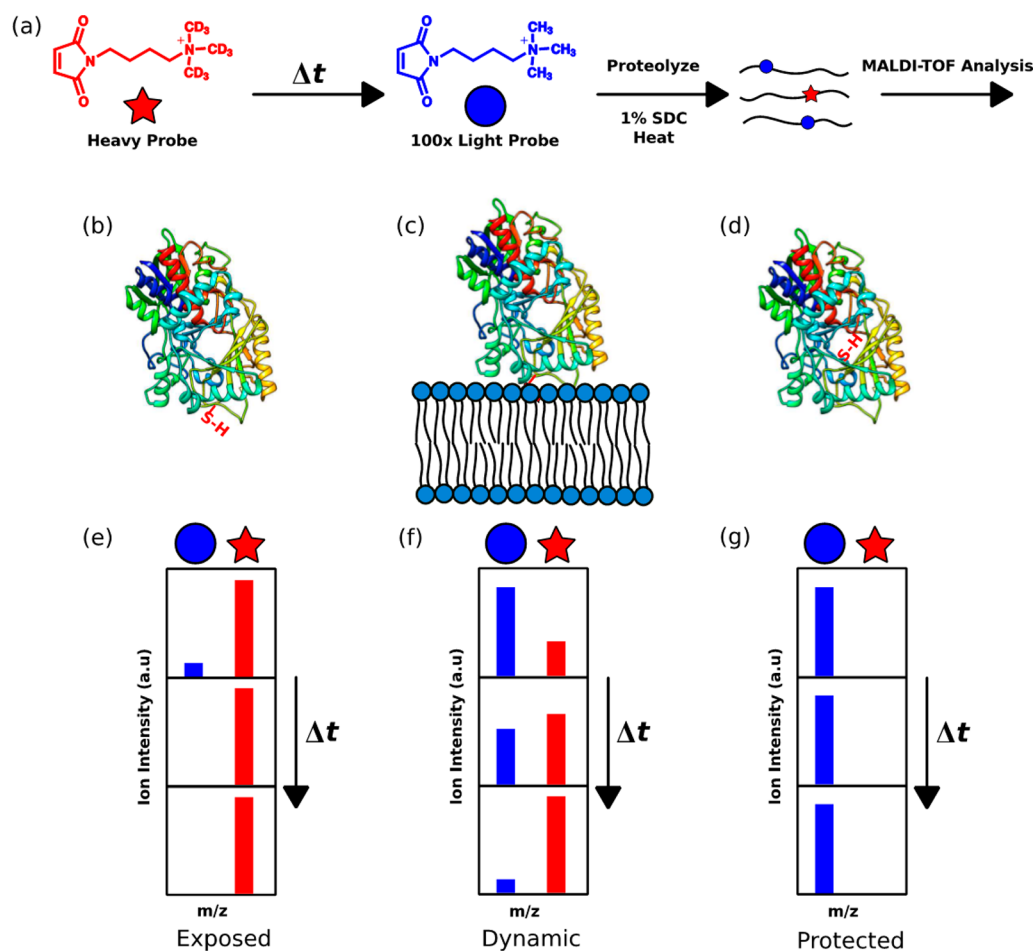 (a)
O
N
O
+
N
CD3
CD3
CD3
Heavy Probe
Δt
O
N
O
+
N
CH3
CH3
CH3
100x Light Probe
Proteolyze
1% SDC
Heat
MALDI-TOF Analysis
(b)
S-H
(c)
(d)
S-H
(e)
Ion Intensity (a.u)
Δt
m/z
Exposed
(f)
Ion Intensity (a.u)
Δt
m/z
Dynamic
(g)
Ion Intensity (a.u)
Δt
m/z
Protected